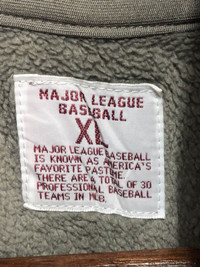 MAJOR LEAGUE
BASEBALL
XL
MAJOR LEAGUE BASEBALL
IS KNOWN AS AMERICA'S
FAVORITE PASTIME.
THERE ARE A TOTAL OF 30
PROFESSIONAL BASEBALL
TEAMS IN MLB.